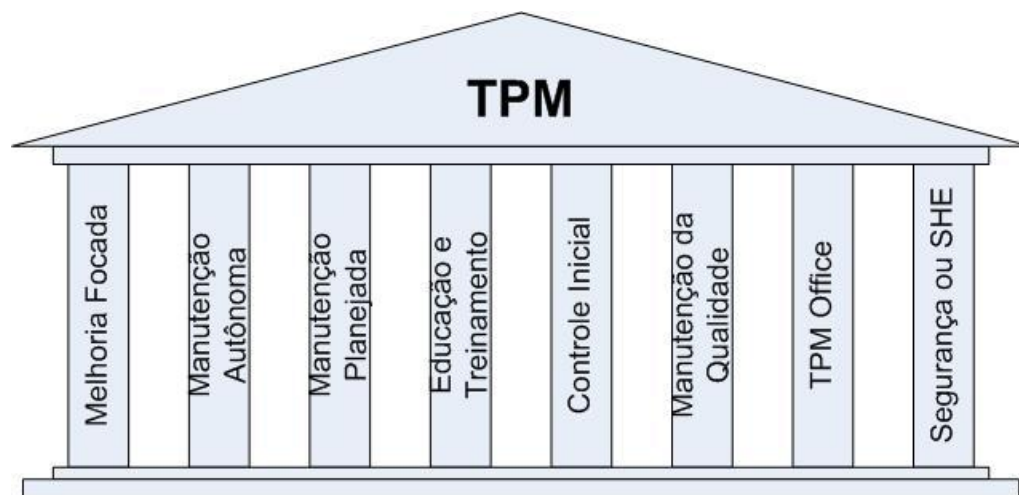 TPM
Melhoria Focada
Manutenção
Autônoma
Manutenção
Planejada
Educação e
Treinamento
Controle Inicial
Manutenção da
Qualidade
TPM Office
Segurança ou SHE